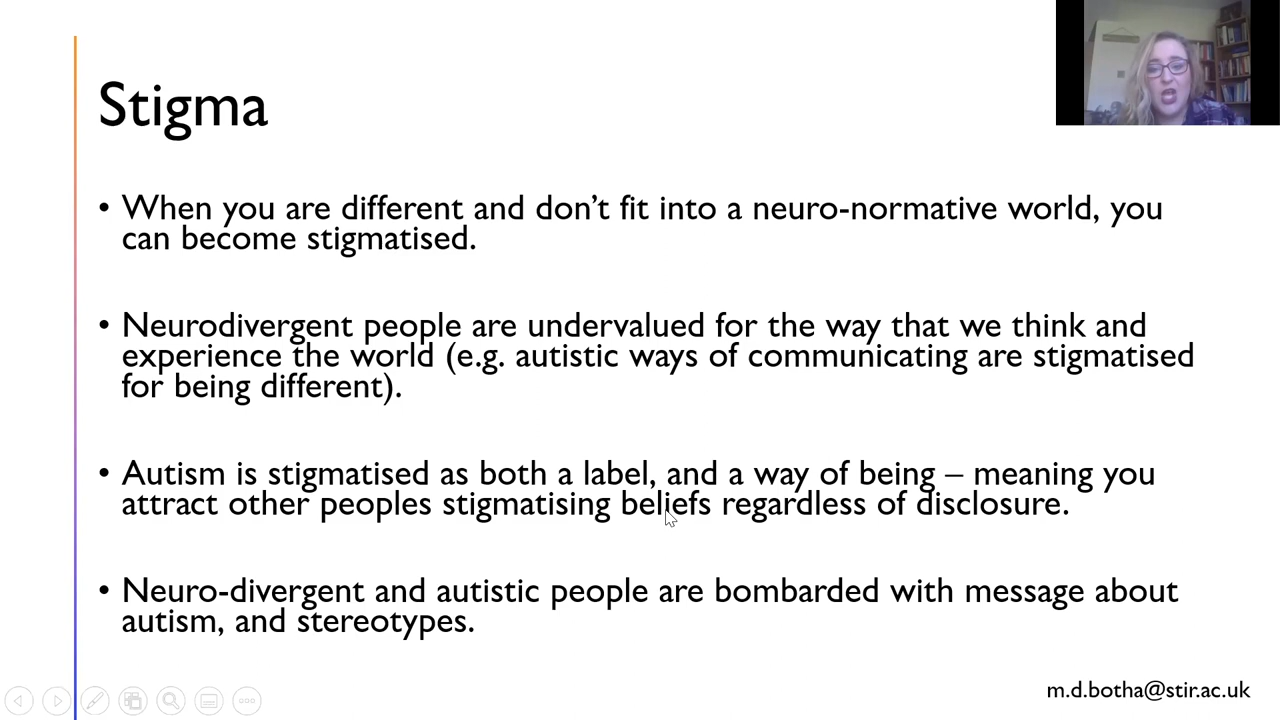 Stigma
• When you are different and don’t fit into a neuro-normative world, you
can become stigmatised.
• Neurodivergent people are undervalued for the way that we think and
experience the world (e.g. autistic ways of communicating are stigmatised
for being different).
• Autism is stigmatised as both a label, and a way of being – meaning you
attract other peoples stigmatising beliefs regardless of disclosure.
• Neuro-divergent and autistic people are bombarded with message about
autism, and stereotypes.
m.d.botha@stir.ac.uk